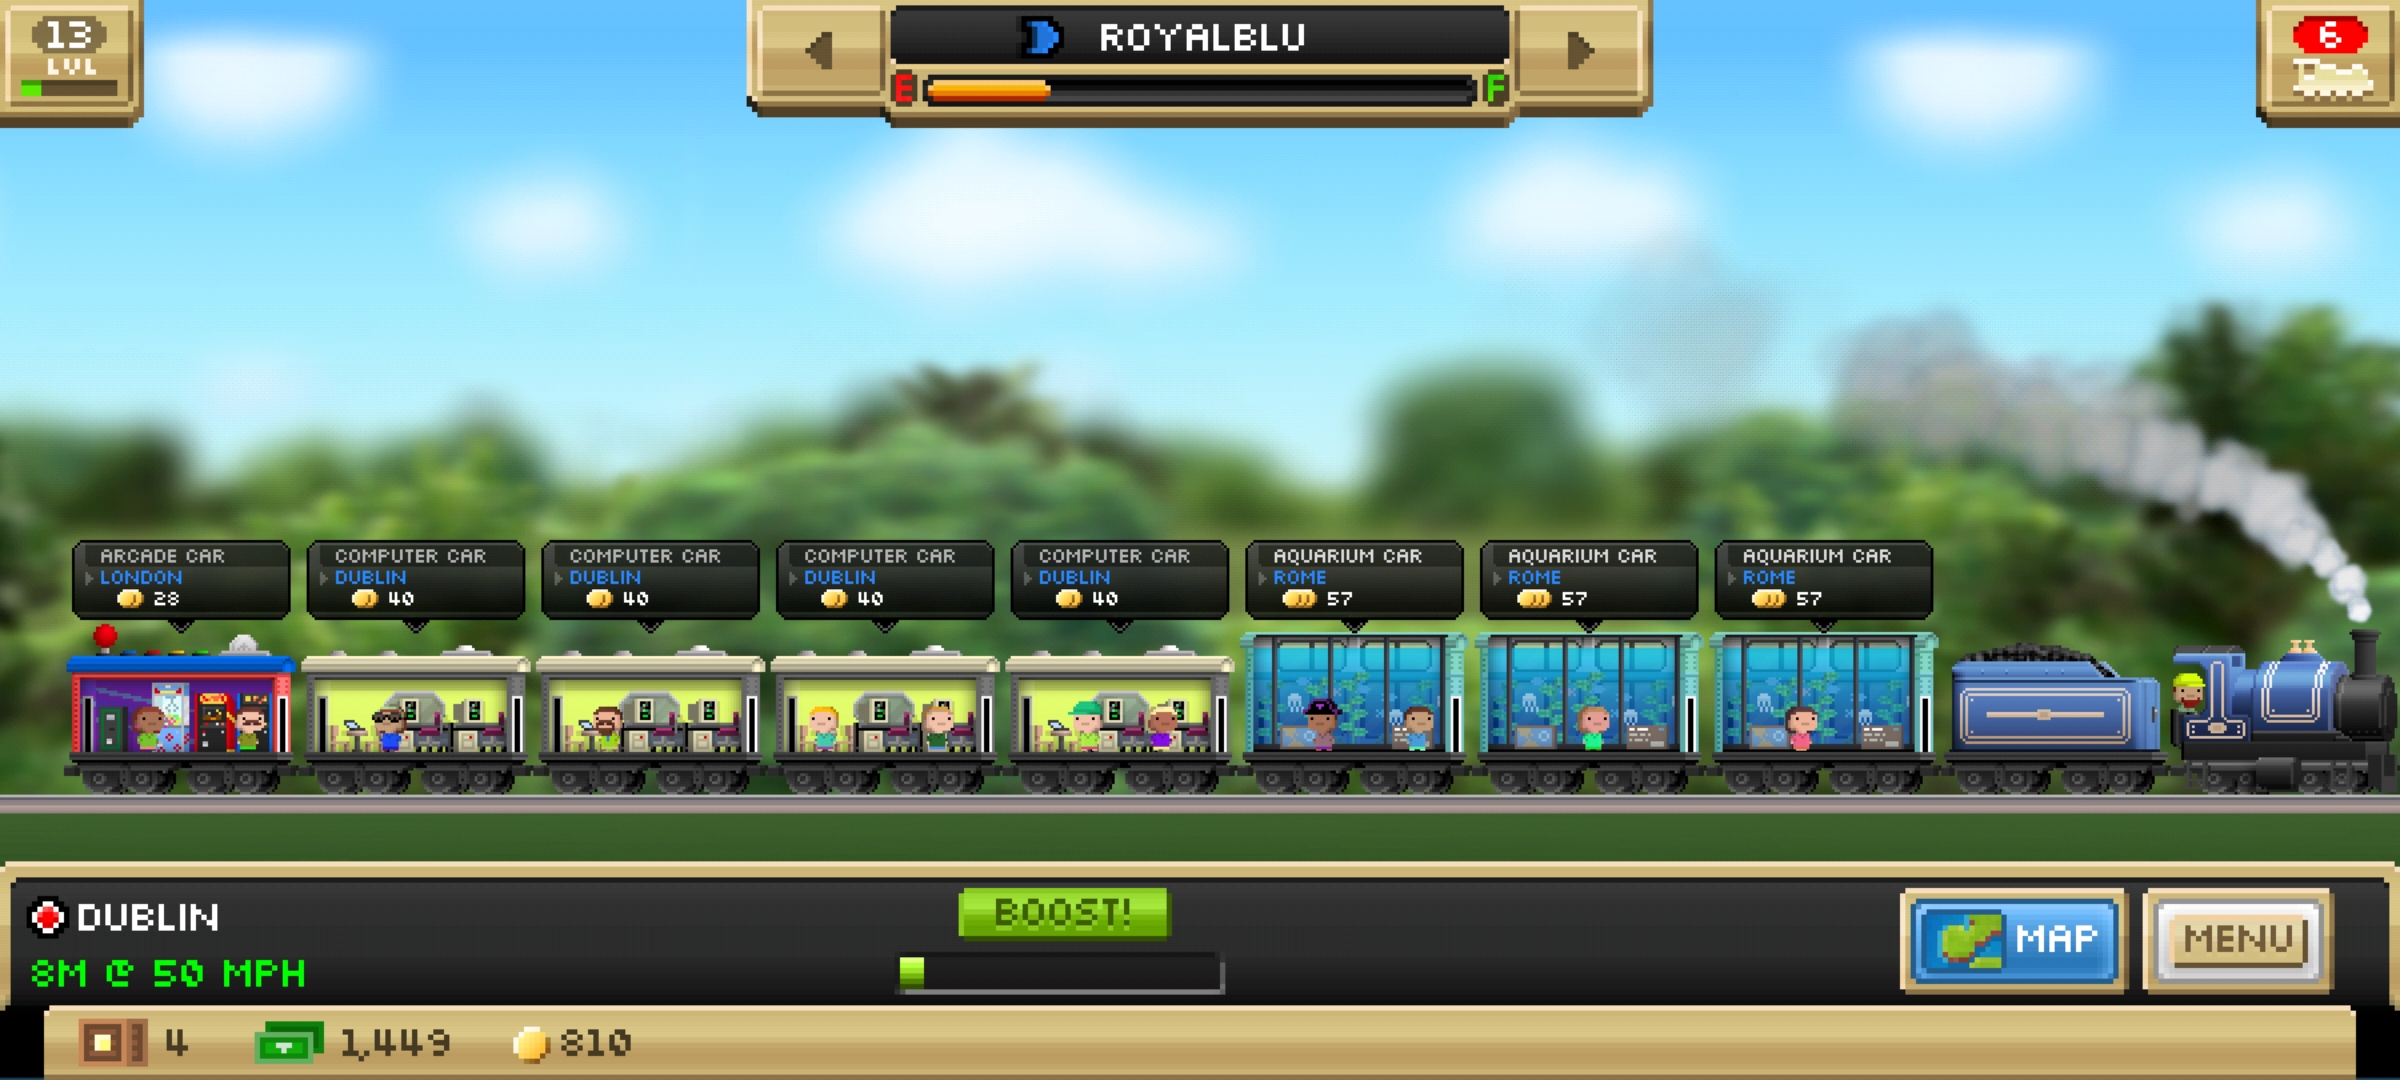 13
LVL
ROYALBLU
E F
6
ARCADE CAR
LONDON
28
COMPUTER CAR
DUBLIN
40
COMPUTER CAR
DUBLIN
40
COMPUTER CAR
DUBLIN
40
COMPUTER CAR
DUBLIN
40
AQUARIUM CAR
ROME
57
AQUARIUM CAR
ROME
57
AQUARIUM CAR
ROME
57
DUBLIN
8M @ 50 MPH
BOOST!
MAP
MENU
4 1,449 810